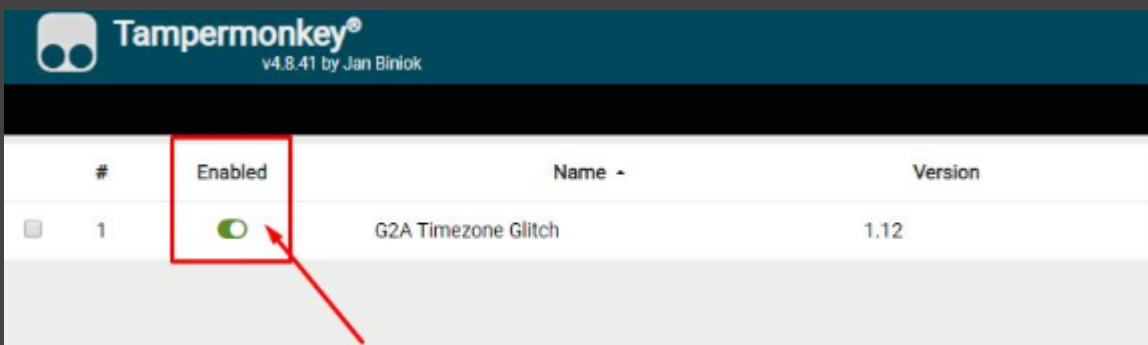 Tampermonkey®
v4.8.41 by Jan Biniok
# Enabled Name Version
1 G2A Timezone Glitch 1.12